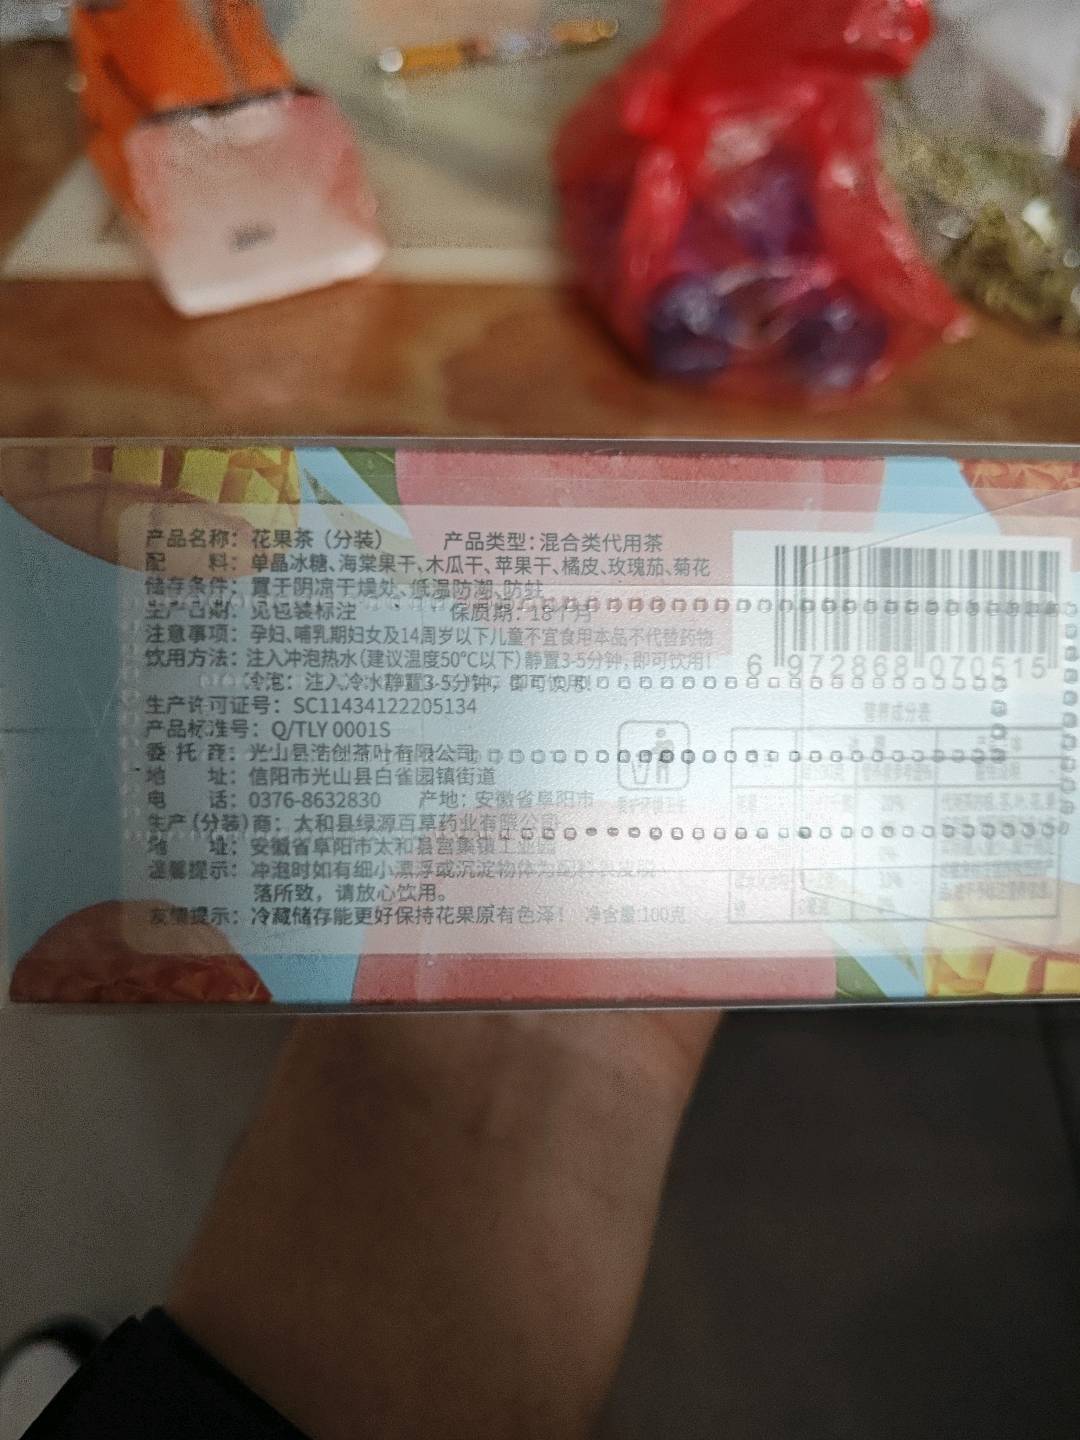 产品名称：花果茶（分装） 产品类型：混合类代用茶
配 料：单晶冰糖、海棠果干、木瓜干、苹果干、橘皮、玫瑰茄、菊花
储存条件：置于阴凉干燥处、低温防潮、防蛀
生产日期：见包装标注 保质期：18个月
注意事项：孕妇、哺乳期妇女及14周岁以下儿童不宜食用本品不代替药物
饮用方法：注入冲泡热水（建议温度50℃以下）静置3-5分钟，即可饮用！
冷泡：注入冷水静置3-5分钟，即可饮用！
生产许可证号：SC11434122205134
产品标准号：Q/TLY 0001S
委 托 商：光山县浩创茶叶有限公司
地 址：信阳市光山县白雀园镇街道
电 话：0376-8632830 产地：安徽省阜阳市
生产（分装）商：太和县绿源百草药业有限公司
地 址：安徽省阜阳市太和县宫集镇工业园
温馨提示：冲泡时如有细小漂浮或沉淀物体为配料表皮脱
落所致，请放心饮用。
友情提示：冷藏储存能更好保持花果原有色泽！ 净含量:100克
6 972868 070515
营养成分表